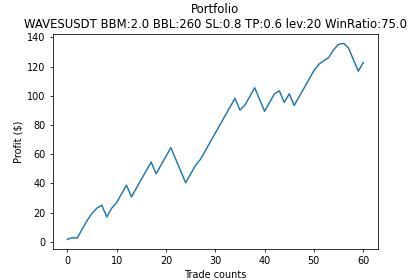 Portfolio
WAVESUSDT BBM:2.0 BBL:260 SL:0.8 TP:0.6 lev:20 WinRatio:75.0
140
120
100
80
60
40
20
0
Profit ($)
0 10 20 30 40 50 60
Trade counts